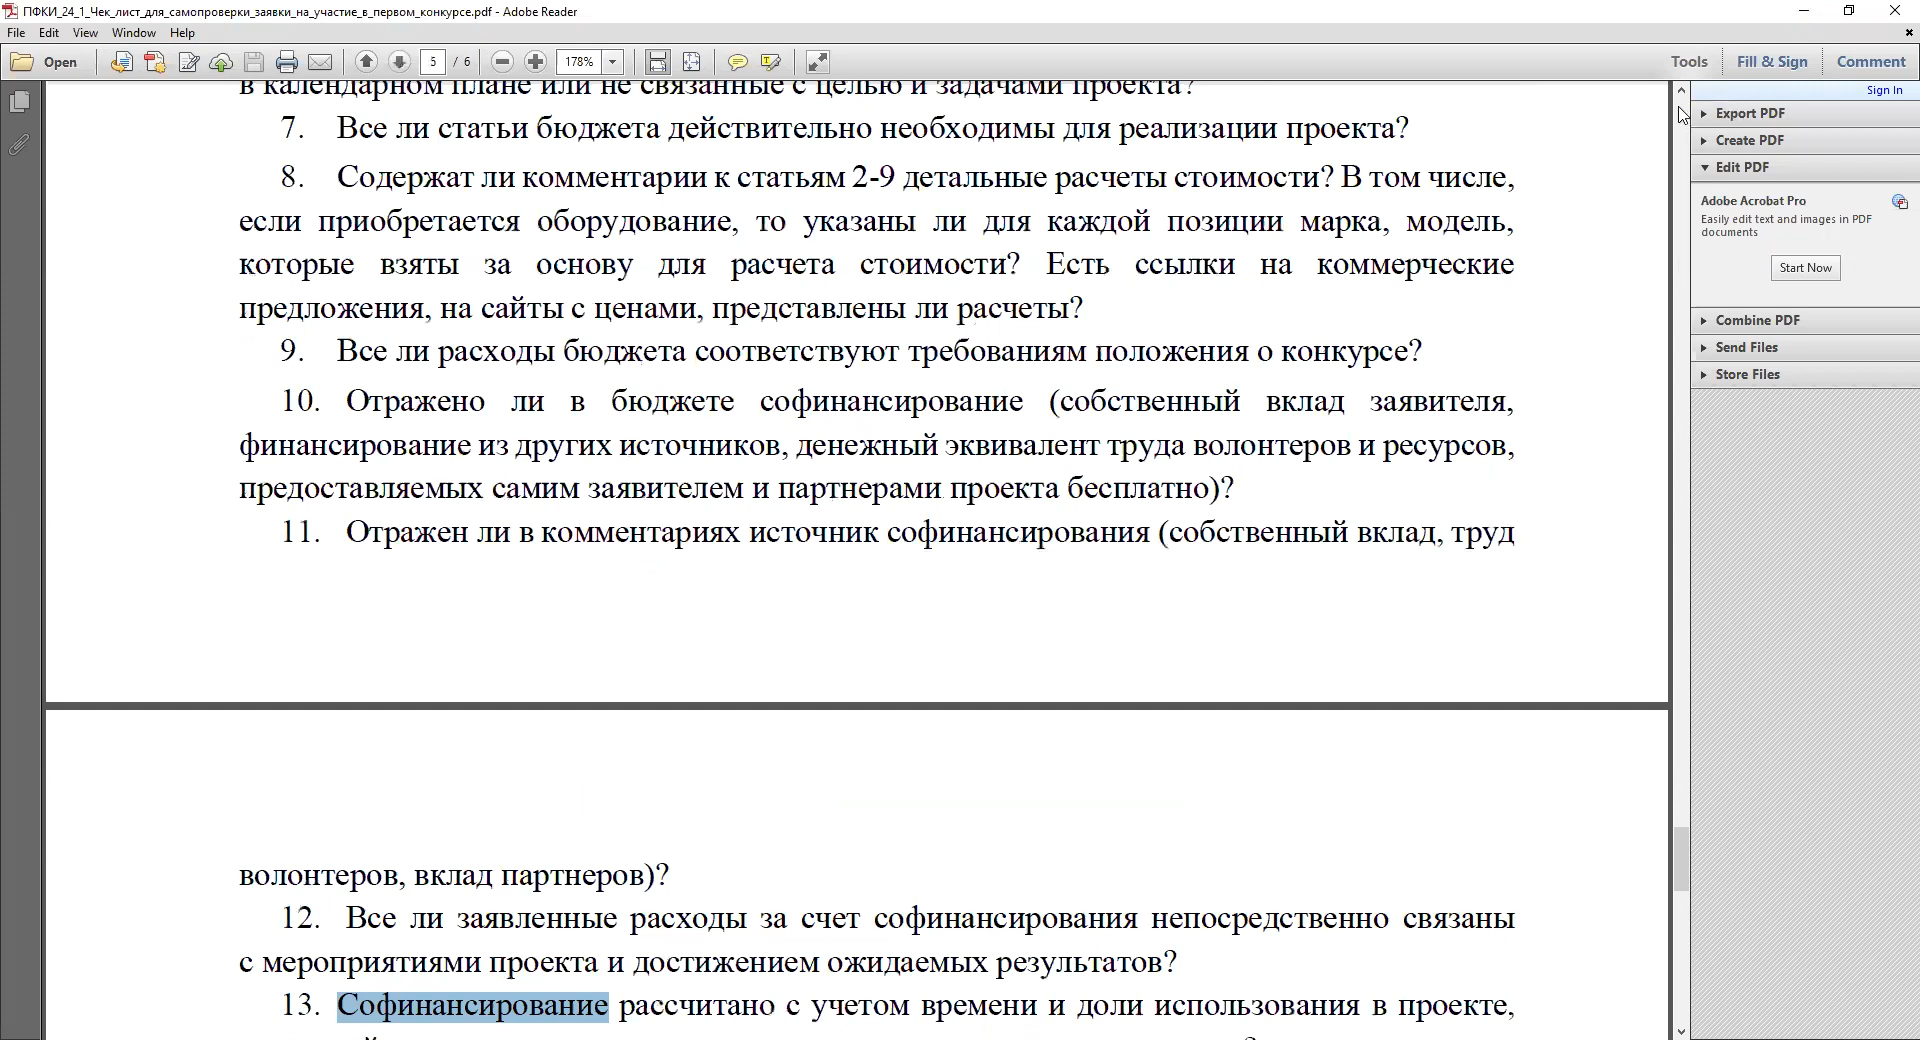 ПФКИ_24_1_Чек_лист_для_самопроверки_заявки_на_участие_в_первом_конкурсе.pdf - Adobe Reader
File Edit View Window Help
Open 5 / 6 178% Tools Fill & Sign Comment
Sign In
Export PDF
Create PDF
Edit PDF
Adobe Acrobat Pro
Easily edit text and images in PDF
documents
Start Now
Combine PDF
Send Files
Store Files
в календарном плане или не связанные с целью и задачами проекта?
7. Все ли статьи бюджета действительно необходимы для реализации проекта?
8. Содержат ли комментарии к статьям 2-9 детальные расчеты стоимости? В том числе,
если приобретается оборудование, то указаны ли для каждой позиции марка, модель,
которые взяты за основу для расчета стоимости? Есть ссылки на коммерческие
предложения, на сайты с ценами, представлены ли расчеты?
9. Все ли расходы бюджета соответствуют требованиям положения о конкурсе?
10. Отражено ли в бюджете софинансирование (собственный вклад заявителя,
финансирование из других источников, денежный эквивалент труда волонтеров и ресурсов,
предоставляемых самим заявителем и партнерами проекта бесплатно)?
11. Отражен ли в комментариях источник софинансирования (собственный вклад, труд
волонтеров, вклад партнеров)?
12. Все ли заявленные расходы за счет софинансирования непосредственно связаны
с мероприятиями проекта и достижением ожидаемых результатов?
13. Софинансирование рассчитано с учетом времени и доли использования в проекте,